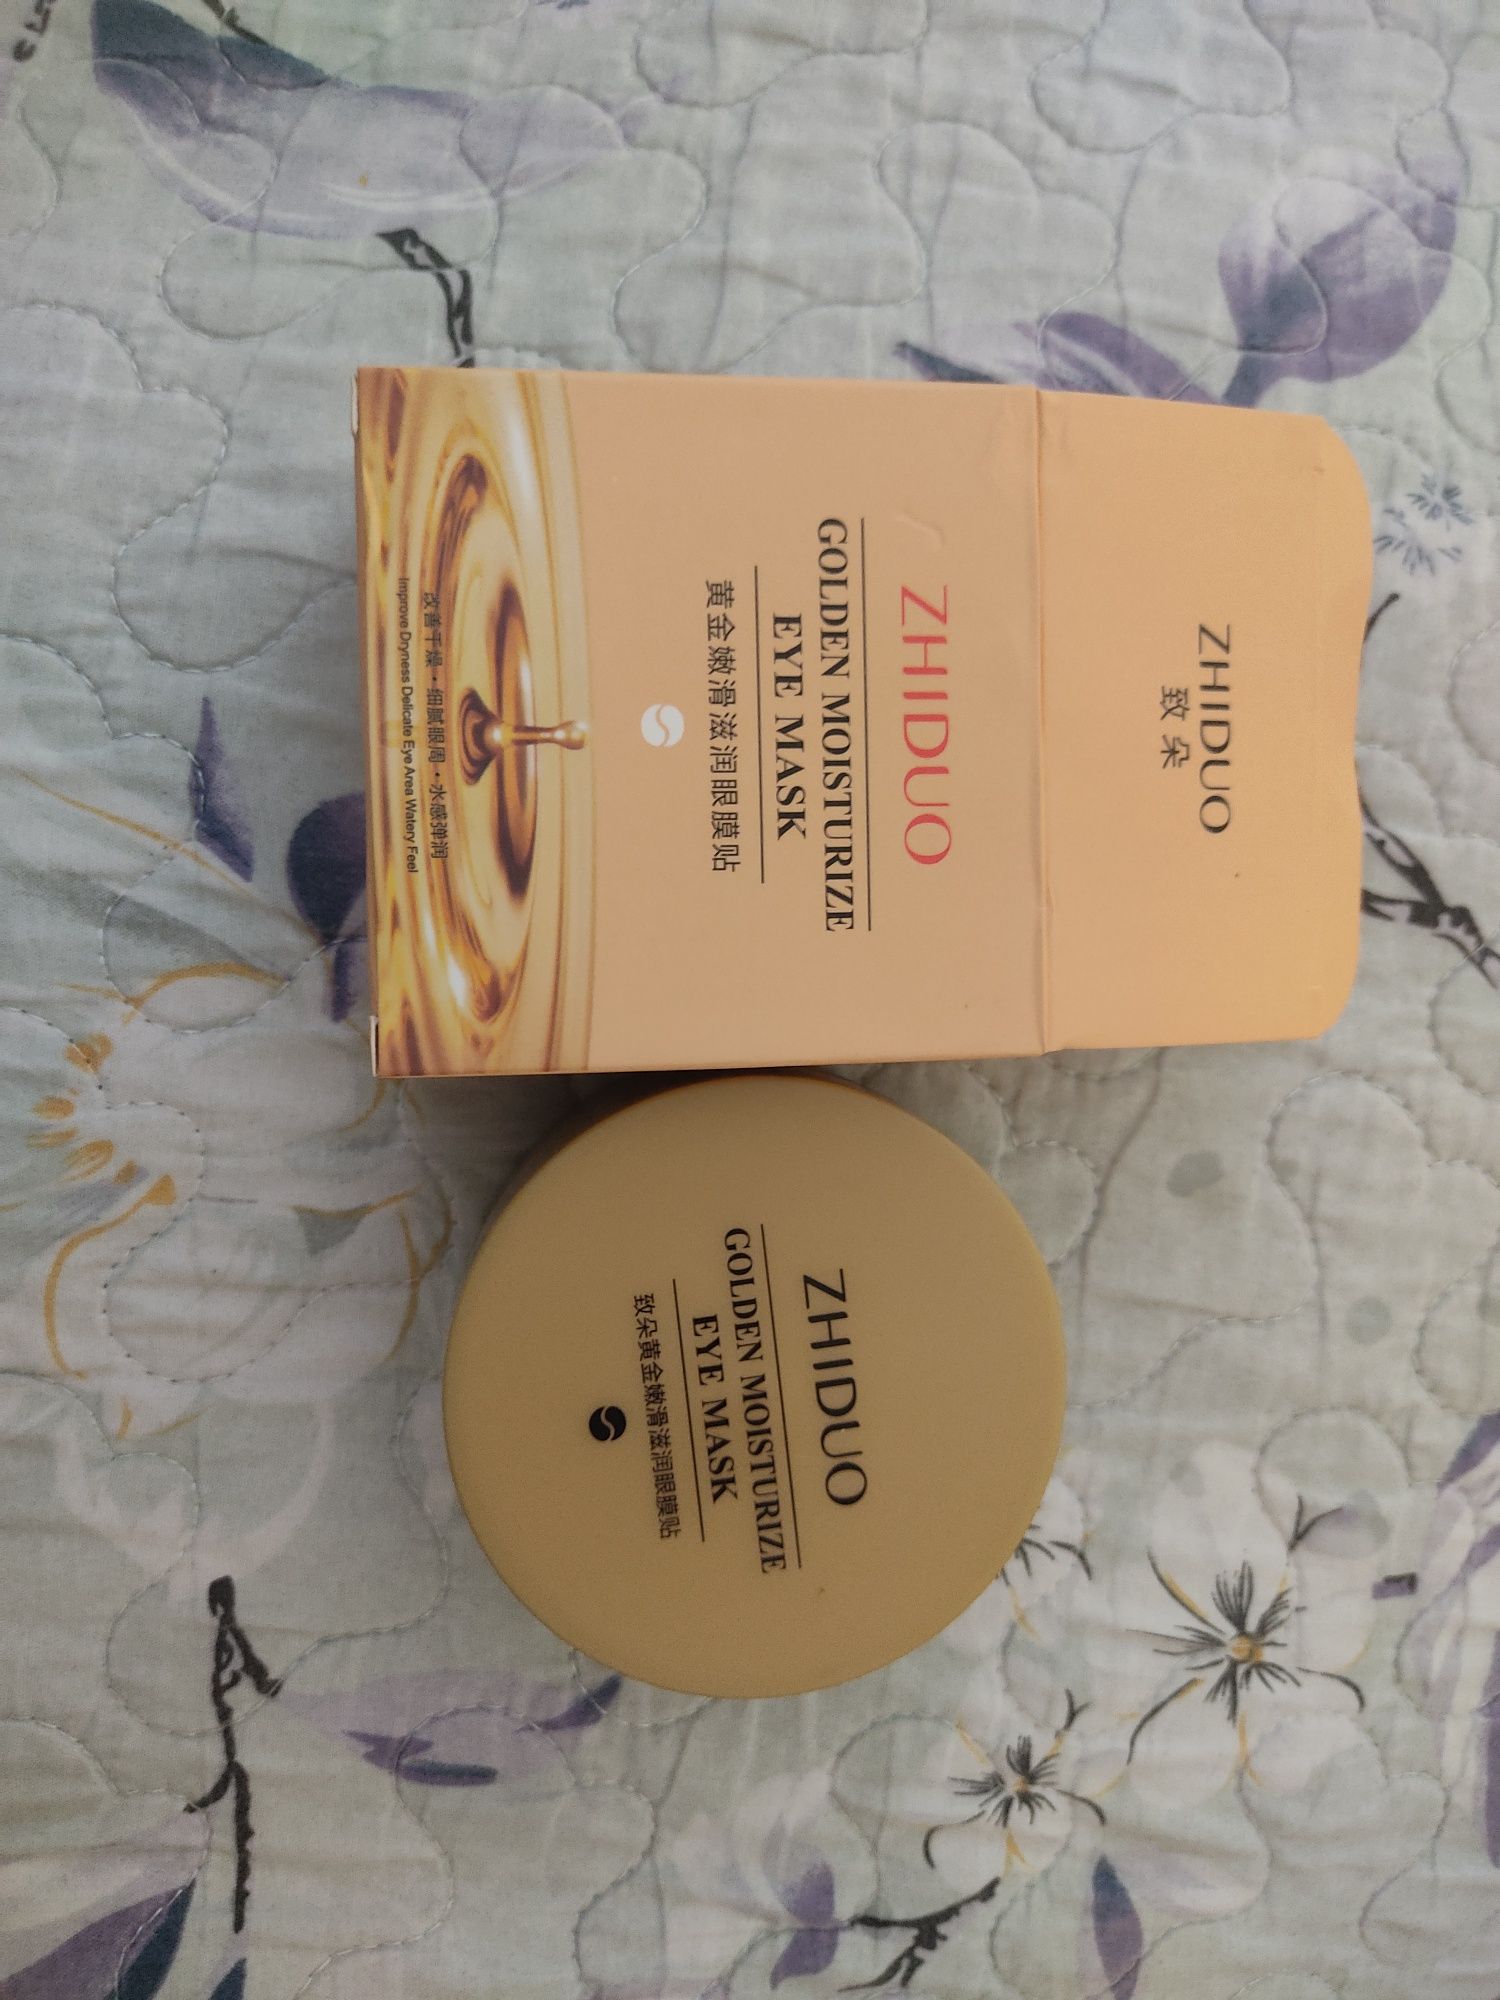 ZHIDUO
致朵
ZHIDUO
GOLDEN MOISTURIZE
EYE MASK
黄金嫩滑滋润眼膜贴
改善干燥·细腻眼周·水感弹润
Improve Dryness Delicate Eye Area Watery Feel
ZHIDUO
GOLDEN MOISTURIZE
EYE MASK
致朵黄金嫩滑滋润眼膜贴